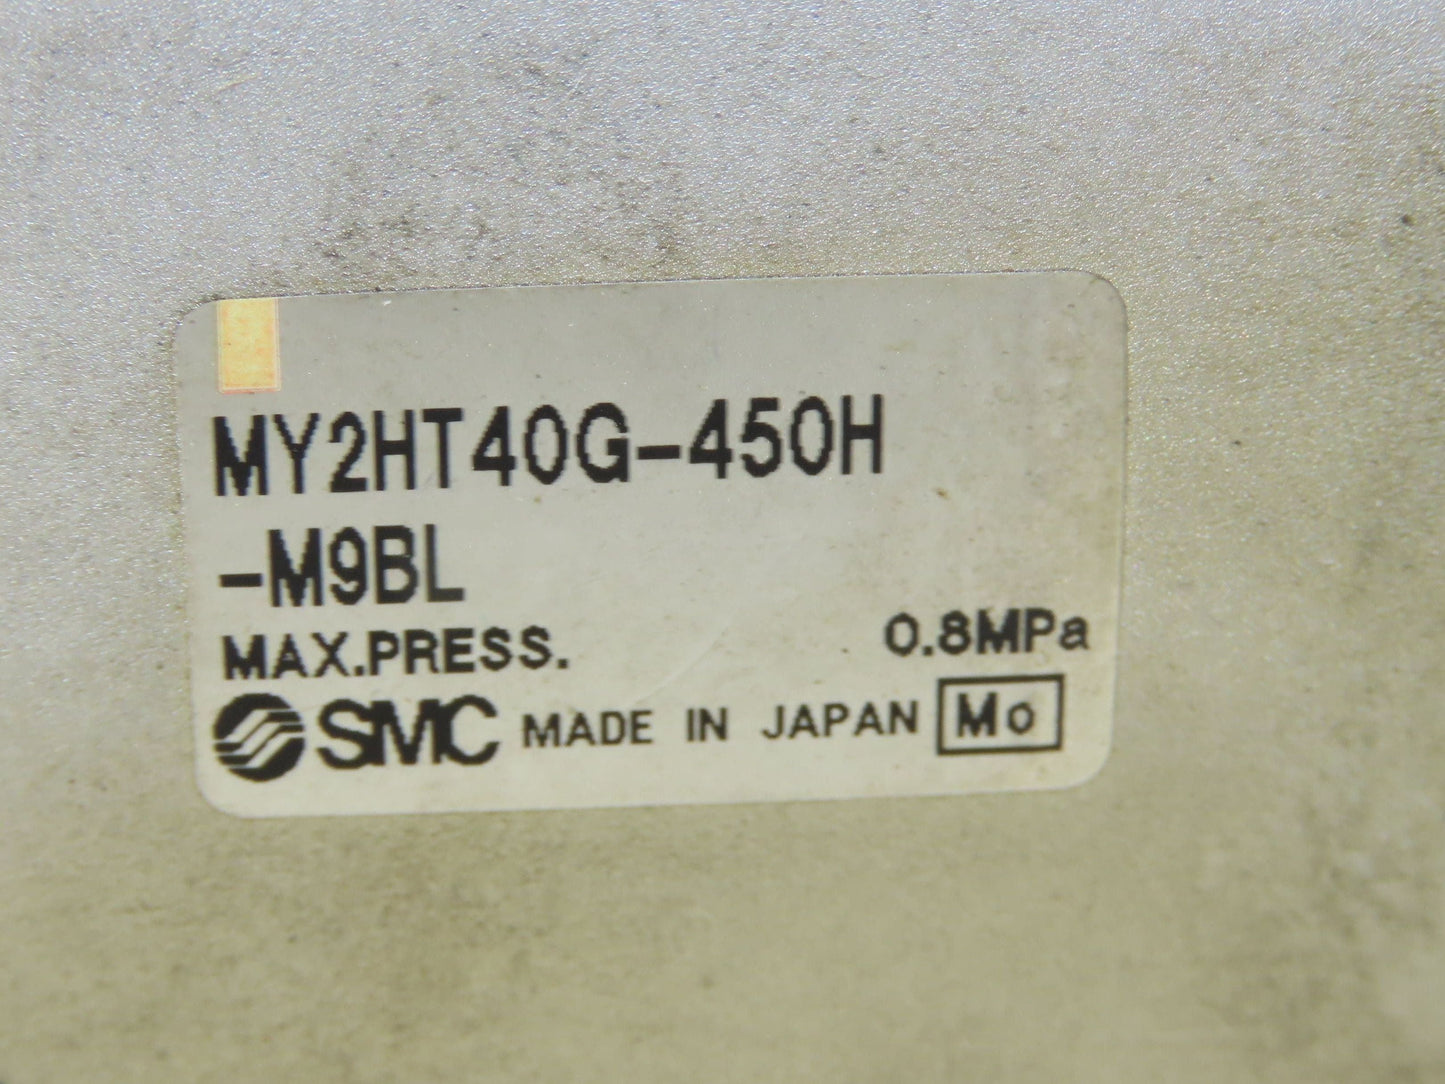 MY2HT40G-450H
-M9BL
MAX.PRESS. 0.8MPa
SMC MADE IN JAPAN Mo